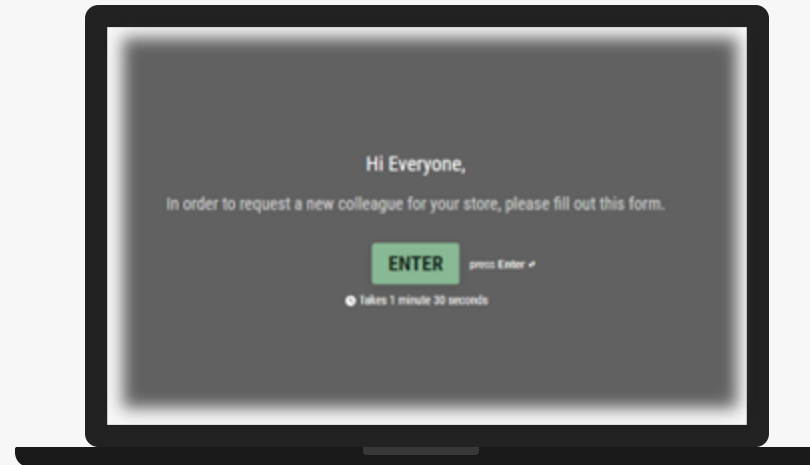 Hi Everyone,
In order to request a new colleague for your store, please fill out this form.
ENTER
press Enter ↵
Takes 1 minute 30 seconds